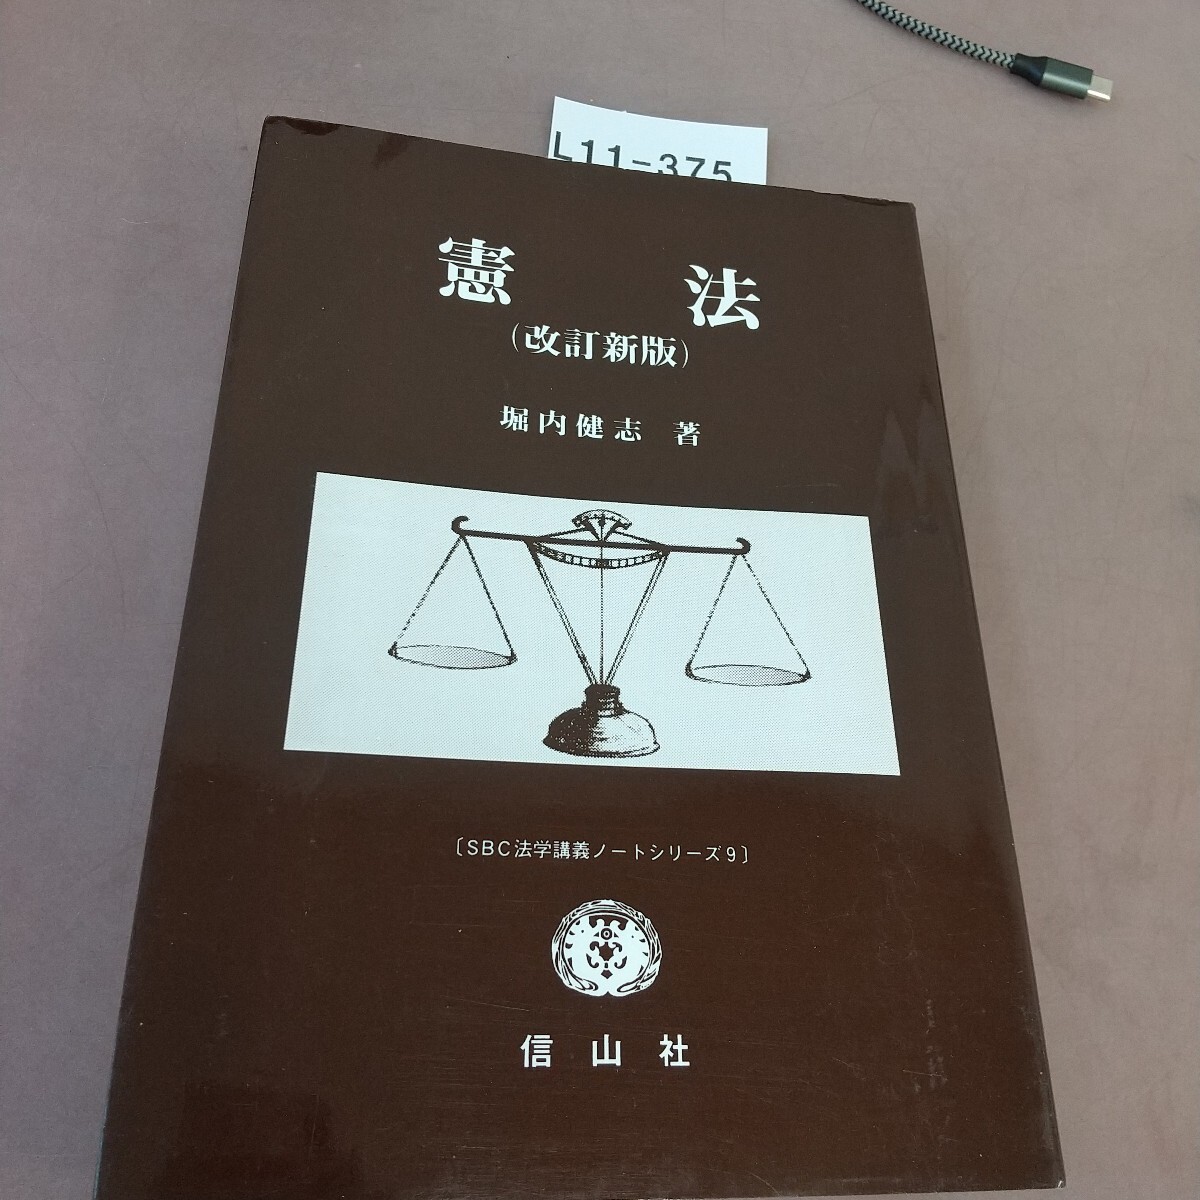 L11-375
憲 法
(改訂新版)
堀内健志 著
〔SBC法学講義ノートシリーズ9〕
信山社